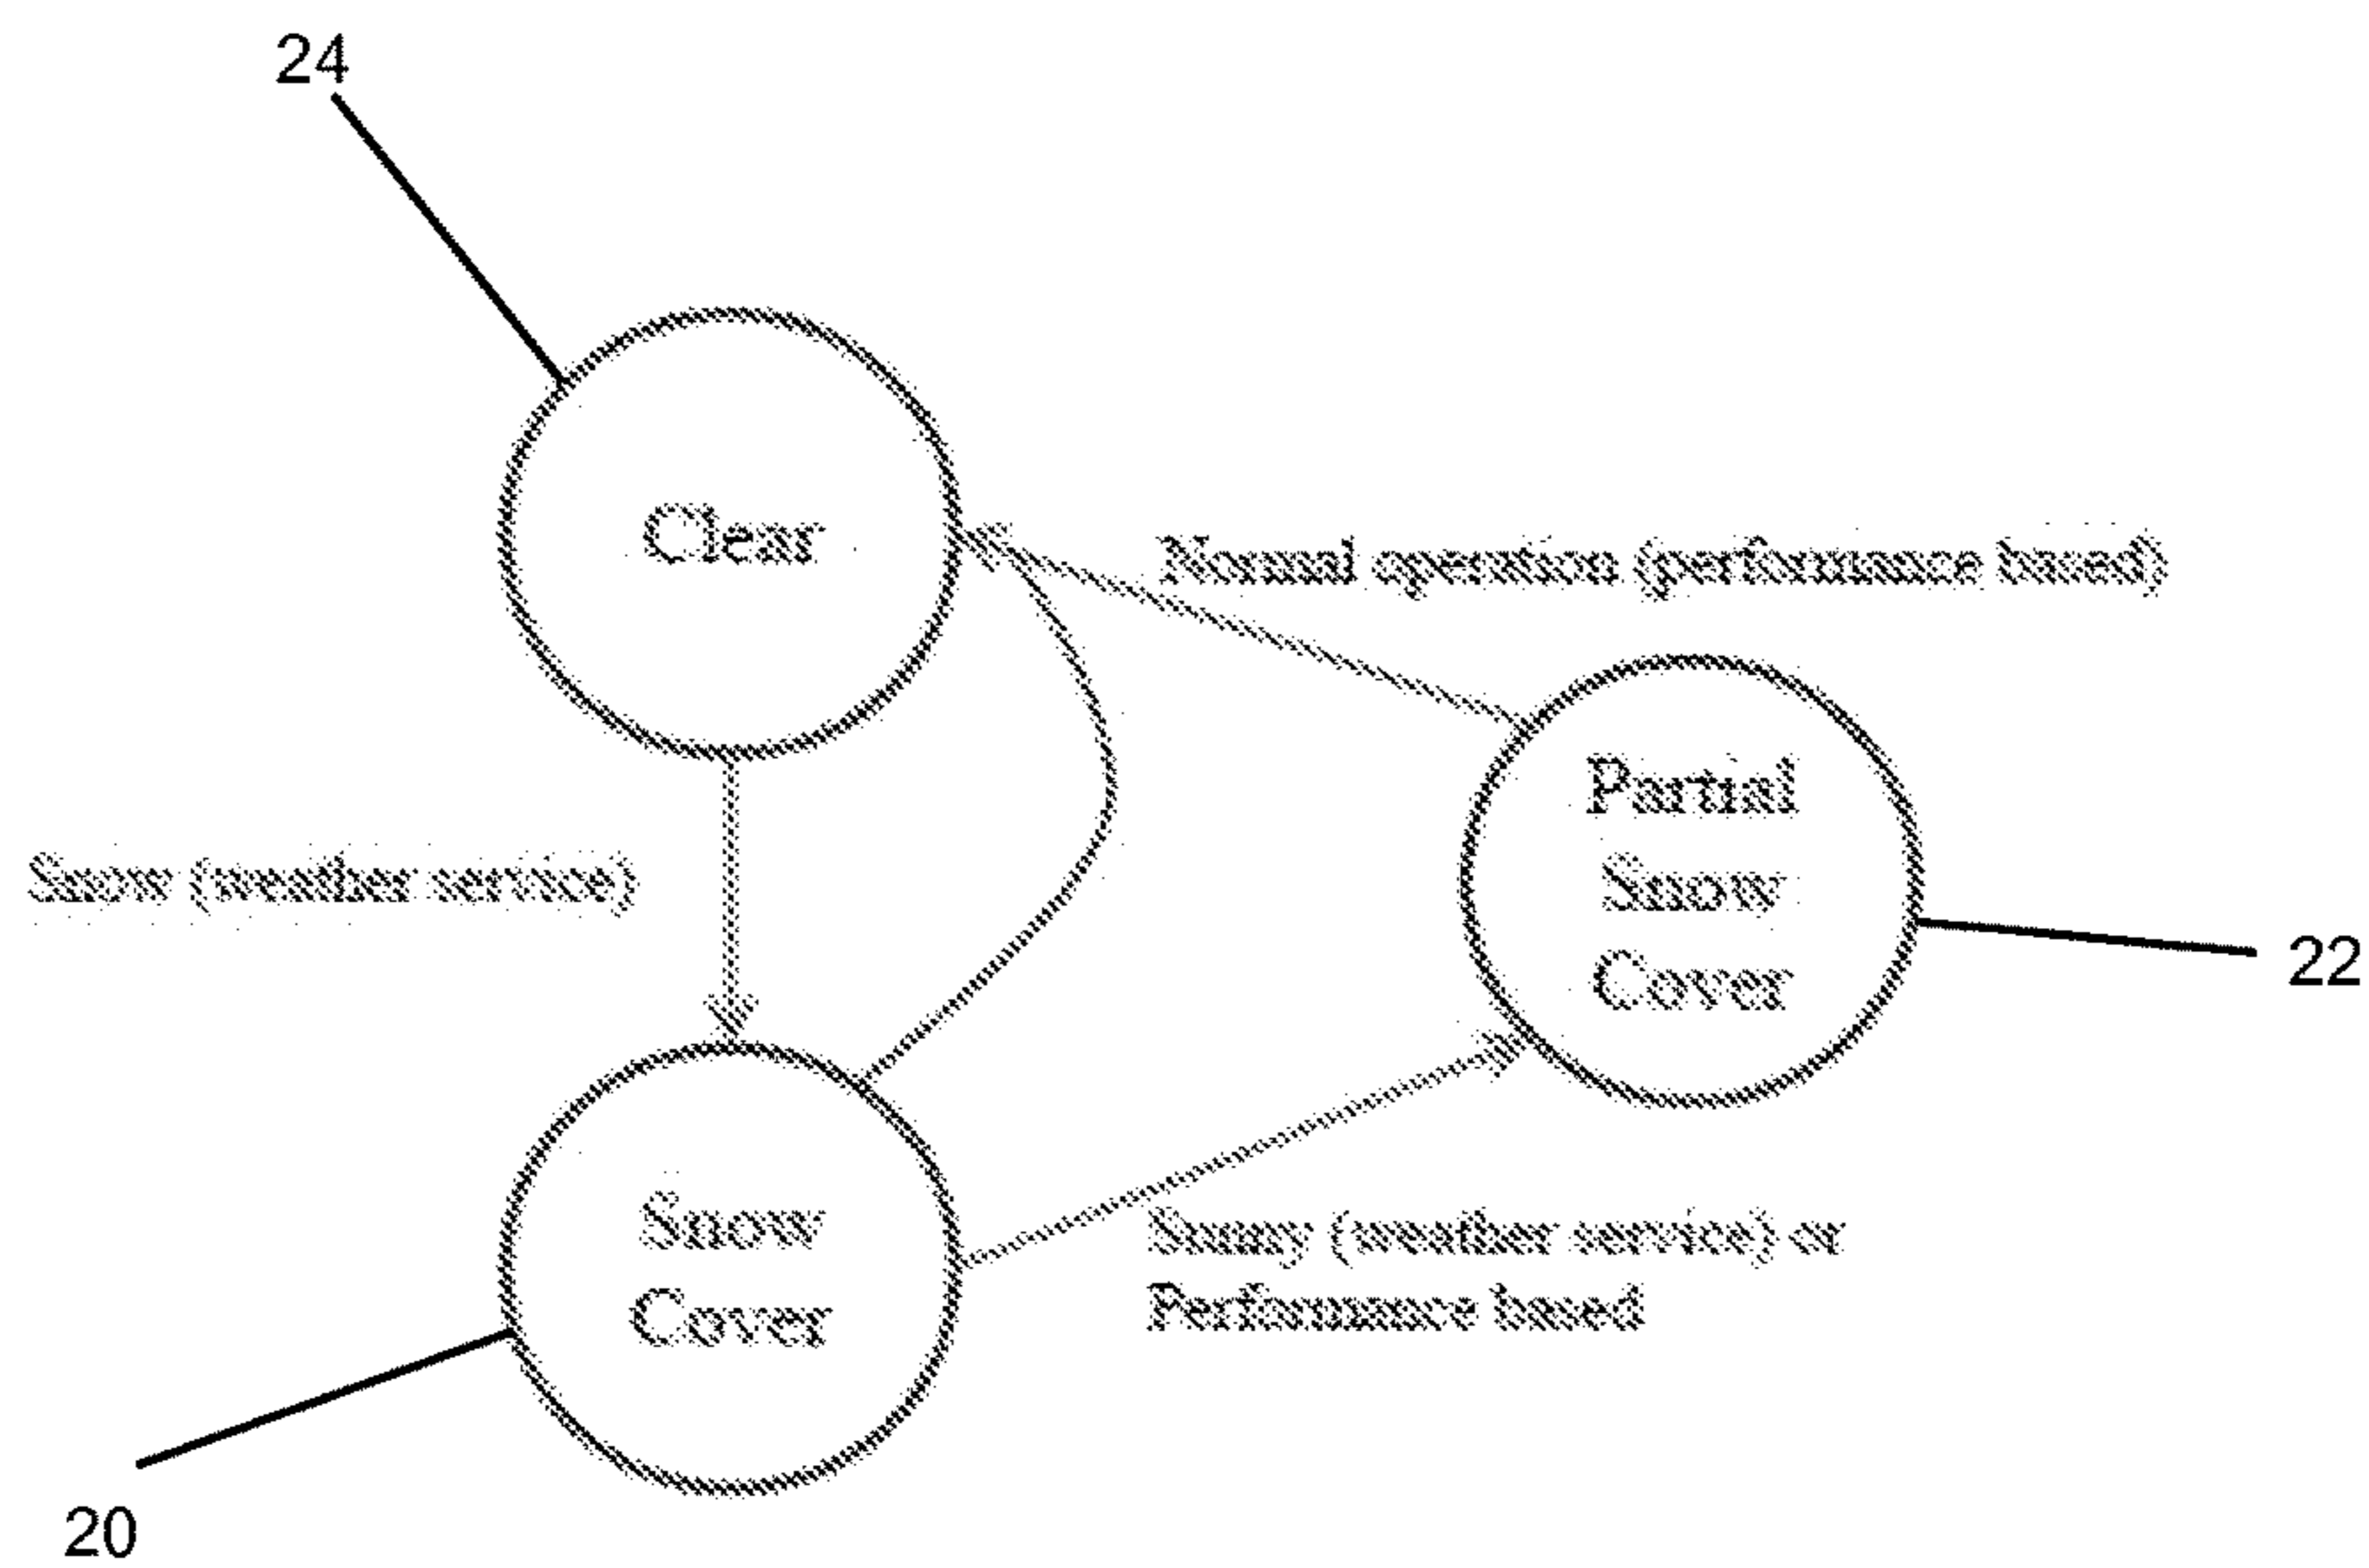 24
Clear
Normal operation (performance based)
Partial
Snow
Cover
Snow (weather service)
22
Snow
Cover
Sunny (weather service) or
Performance based
20